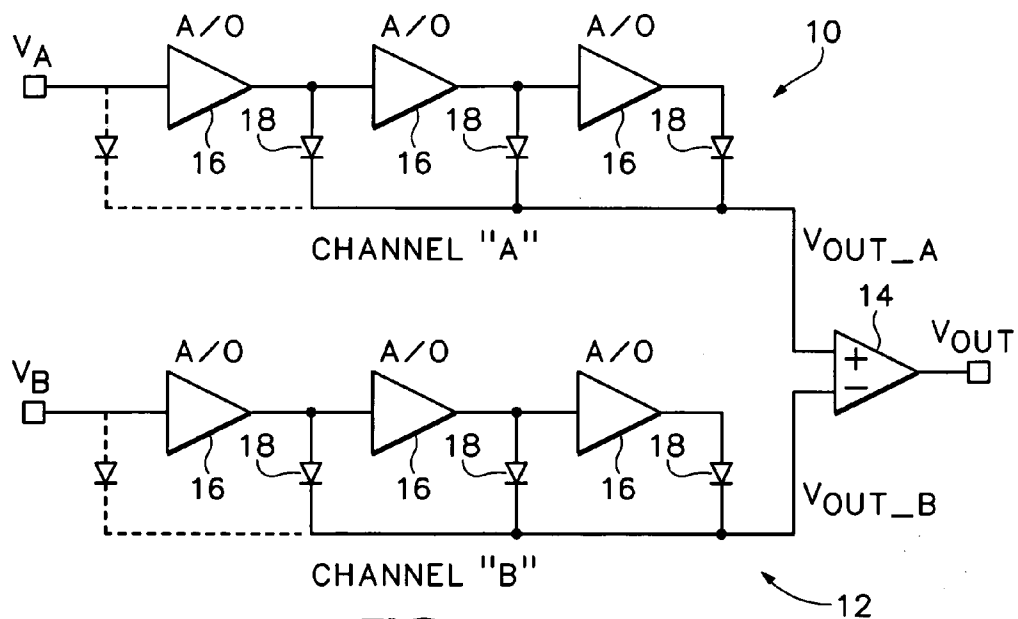 A/O A/O A/O
10
VA
18 18 18
16 16 16
CHANNEL "A"
VOUT_A
14
VOUT
+
−
A/O A/O A/O
VB
18 18 18
16 16 16
VOUT_B
CHANNEL "B"
12